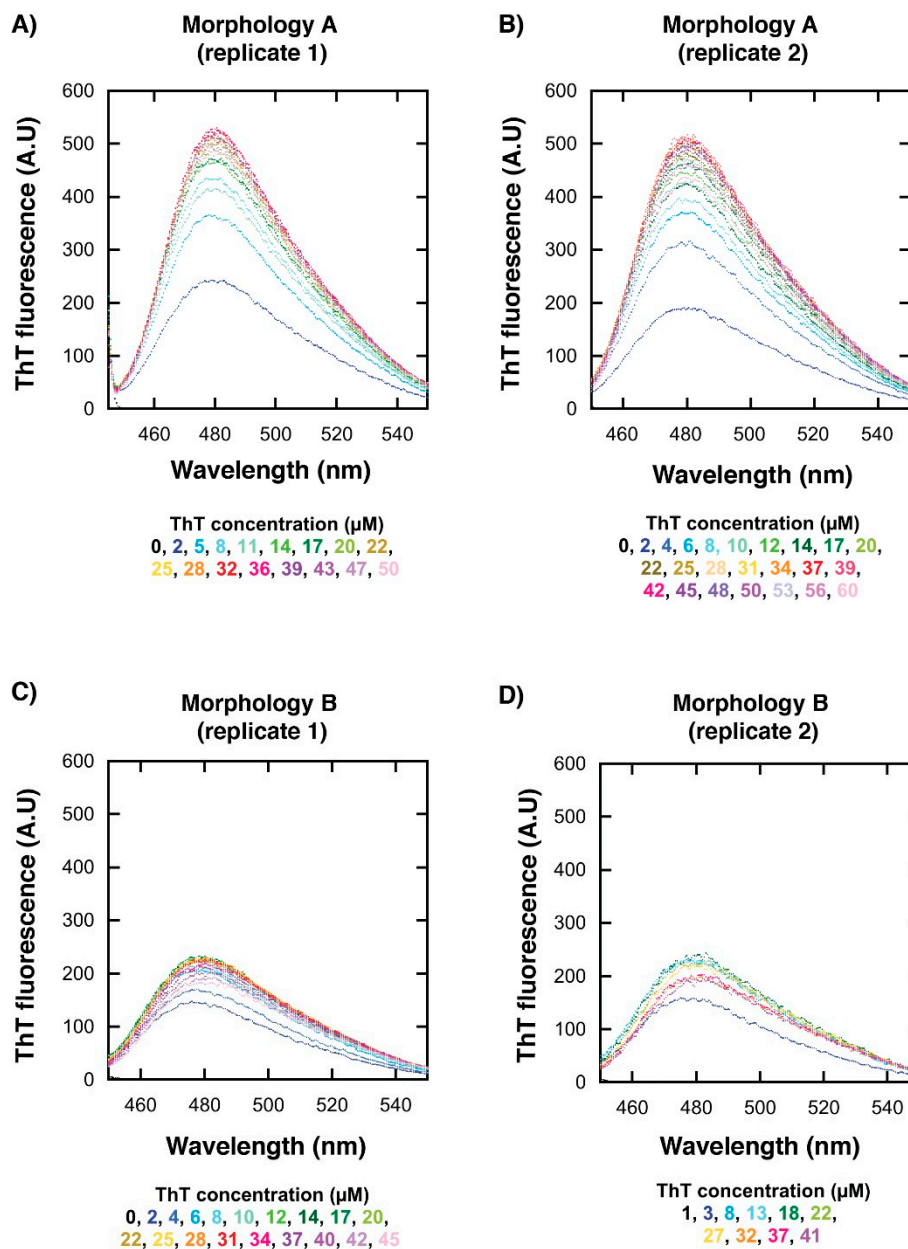 A)
Morphology A
(replicate 1)
600
500
400
300
200
100
0
ThT fluorescence (A.U)
460 480 500 520 540
Wavelength (nm)
ThT concentration (µM)
0, 2, 5, 8, 11, 14, 17, 20, 22,
25, 28, 32, 36, 39, 43, 47, 50
B)
Morphology A
(replicate 2)
600
500
400
300
200
100
0
ThT fluorescence (A.U)
460 480 500 520 540
Wavelength (nm)
ThT concentration (µM)
0, 2, 4, 6, 8, 10, 12, 14, 17, 20,
22, 25, 28, 31, 34, 37, 39,
42, 45, 48, 50, 53, 56, 60
C)
Morphology B
(replicate 1)
600
500
400
300
200
100
0
ThT fluorescence (A.U)
460 480 500 520 540
Wavelength (nm)
ThT concentration (µM)
0, 2, 4, 6, 8, 10, 12, 14, 17, 20,
22, 25, 28, 31, 34, 37, 40, 42, 45
D)
Morphology B
(replicate 2)
600
500
400
300
200
100
0
ThT fluorescence (A.U)
460 480 500 520 540
Wavelength (nm)
ThT concentration (µM)
1, 3, 8, 13, 18, 22,
27, 32, 37, 41